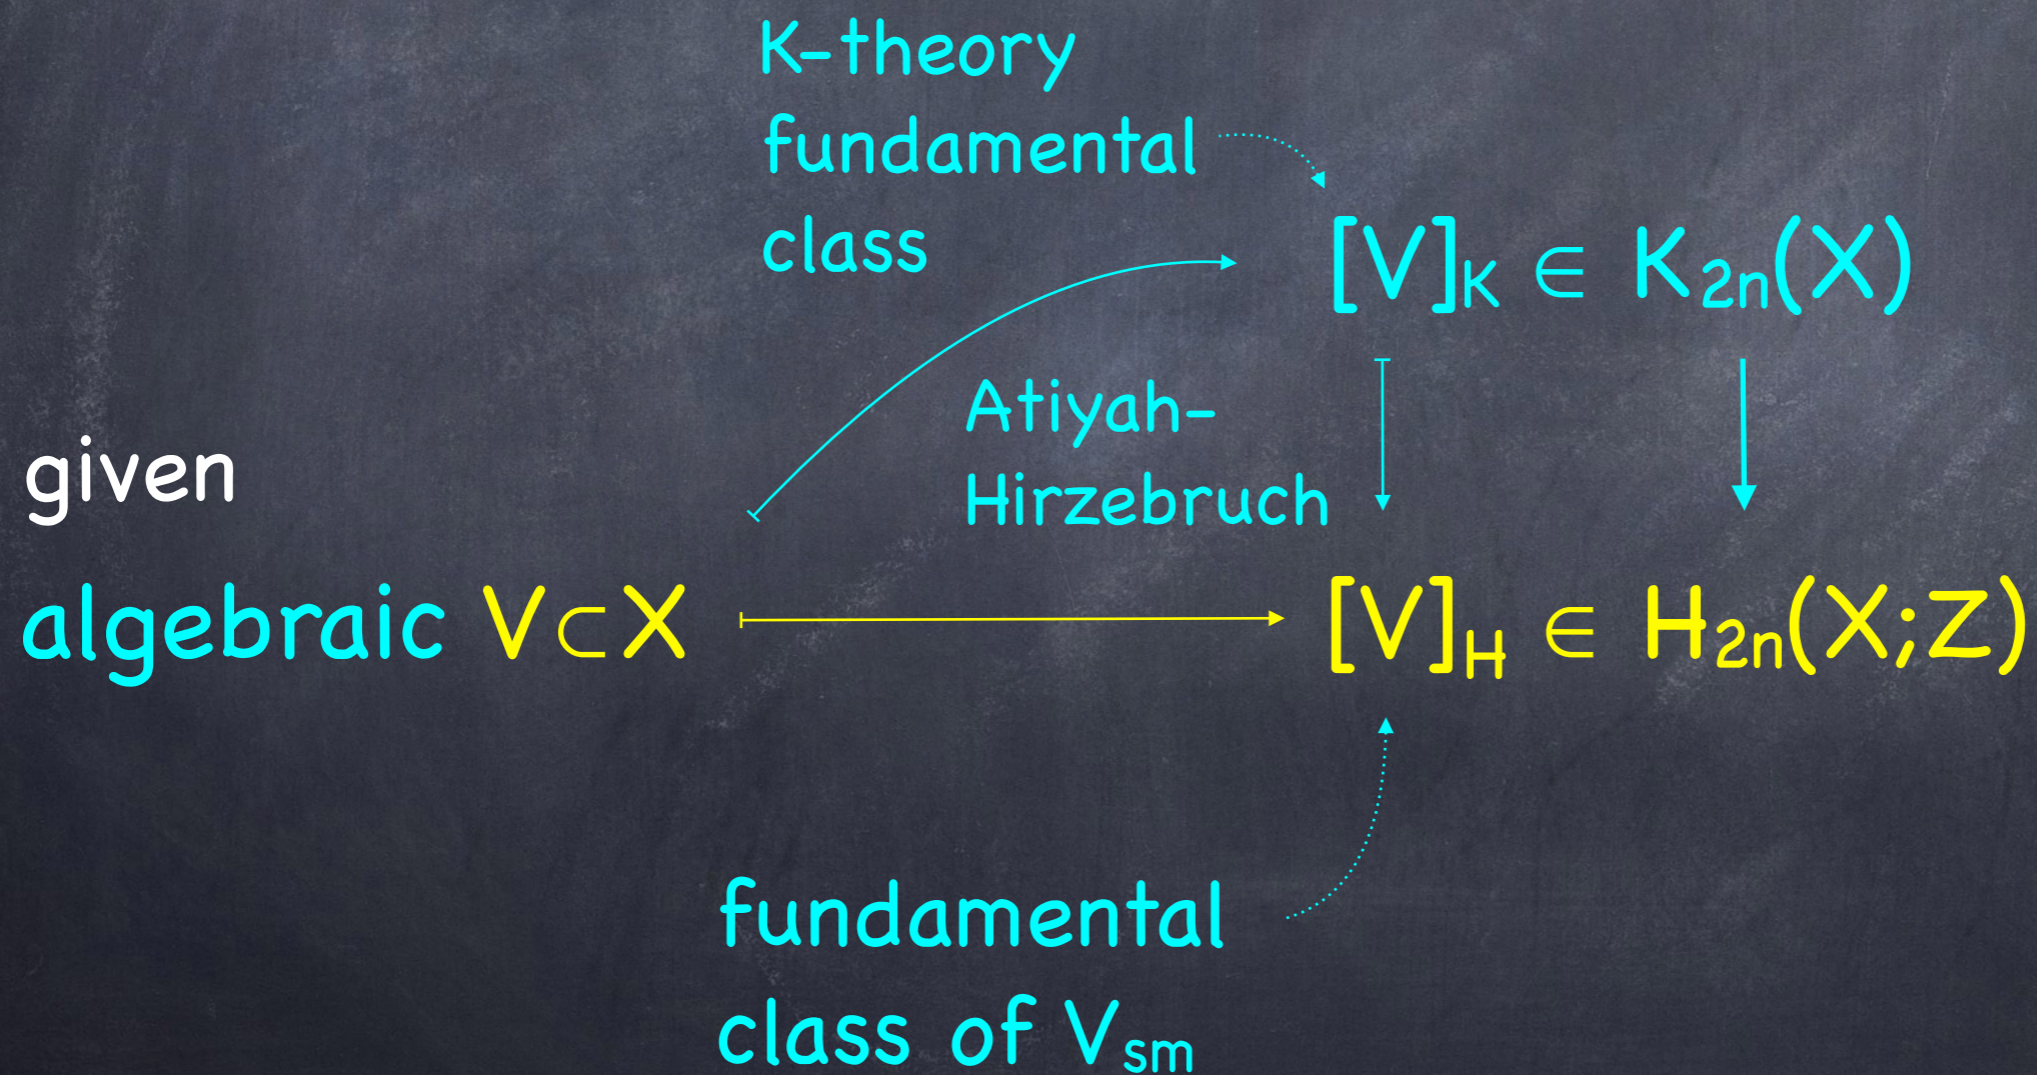 K-theory
fundamental
class
[V]K ∈ K2n(X)
Atiyah-
Hirzebruch
given
algebraic V⊂X
[V]H ∈ H2n(X;Z)
fundamental
class of Vsm